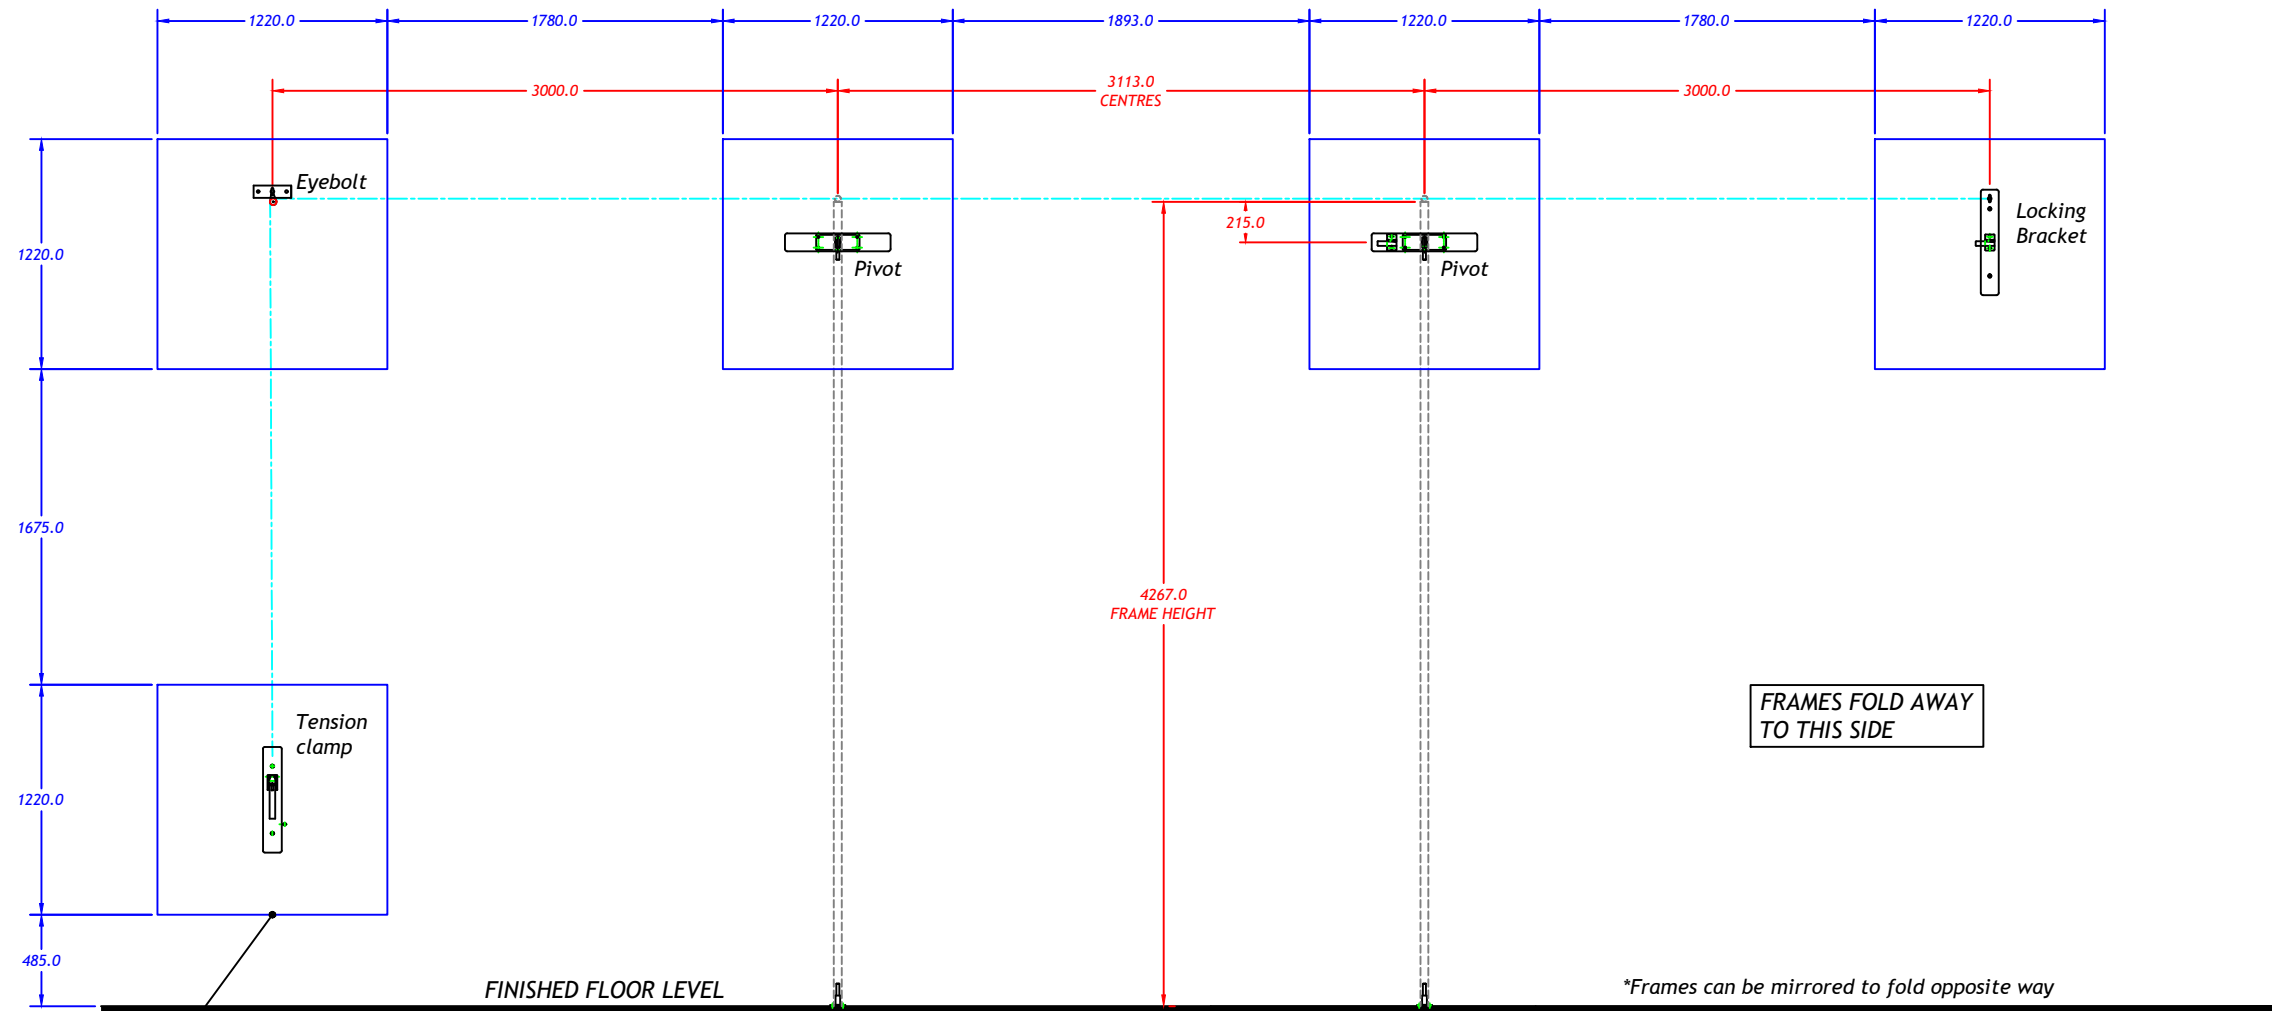 1220.0 1780.0 1220.0 1893.0 1220.0 1780.0 1220.0
3000.0
3113.0
CENTRES
3000.0
Eyebolt
215.0
Locking
Bracket
1220.0
Pivot
Pivot
1675.0
4267.0
FRAME HEIGHT
FRAMES FOLD AWAY
TO THIS SIDE
Tension
clamp
1220.0
485.0
FINISHED FLOOR LEVEL
*Frames can be mirrored to fold opposite way